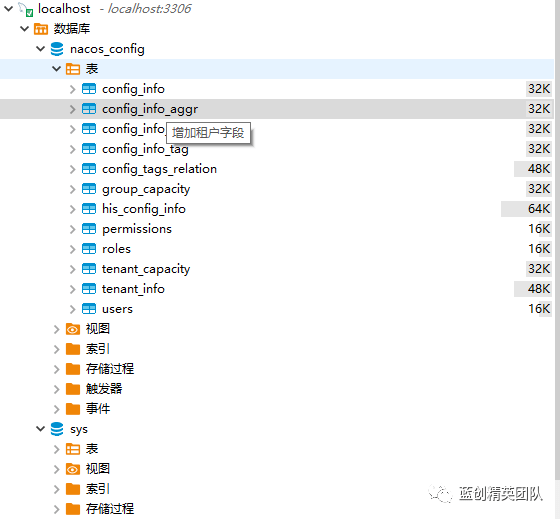 localhost - localhost:3306
数据库
nacos_config
表
config_info 32K
config_info_aggr 32K
config_info_ 32K
增加租户字段
config_info_tag 32K
config_tags_relation 48K
group_capacity 32K
his_config_info 64K
permissions 16K
roles 16K
tenant_capacity 32K
tenant_info 48K
users 16K
视图
索引
存储过程
触发器
事件
sys
表
视图
索引
存储过程
蓝创精英团队